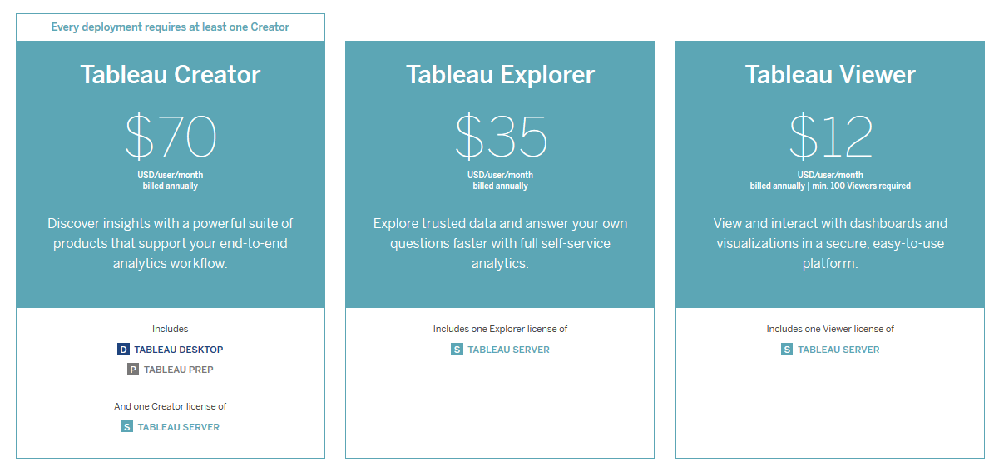 Every deployment requires at least one Creator
Tableau Creator
$70
USD/user/month
billed annually
Discover insights with a powerful suite of
products that support your end-to-end
analytics workflow.
Includes
D TABLEAU DESKTOP
P TABLEAU PREP
And one Creator license of
S TABLEAU SERVER
Tableau Explorer
$35
USD/user/month
billed annually
Explore trusted data and answer your own
questions faster with full self-service
analytics.
Includes one Explorer license of
S TABLEAU SERVER
Tableau Viewer
$12
USD/user/month
billed annually | min. 100 Viewers required
View and interact with dashboards and
visualizations in a secure, easy-to-use
platform.
Includes one Viewer license of
S TABLEAU SERVER